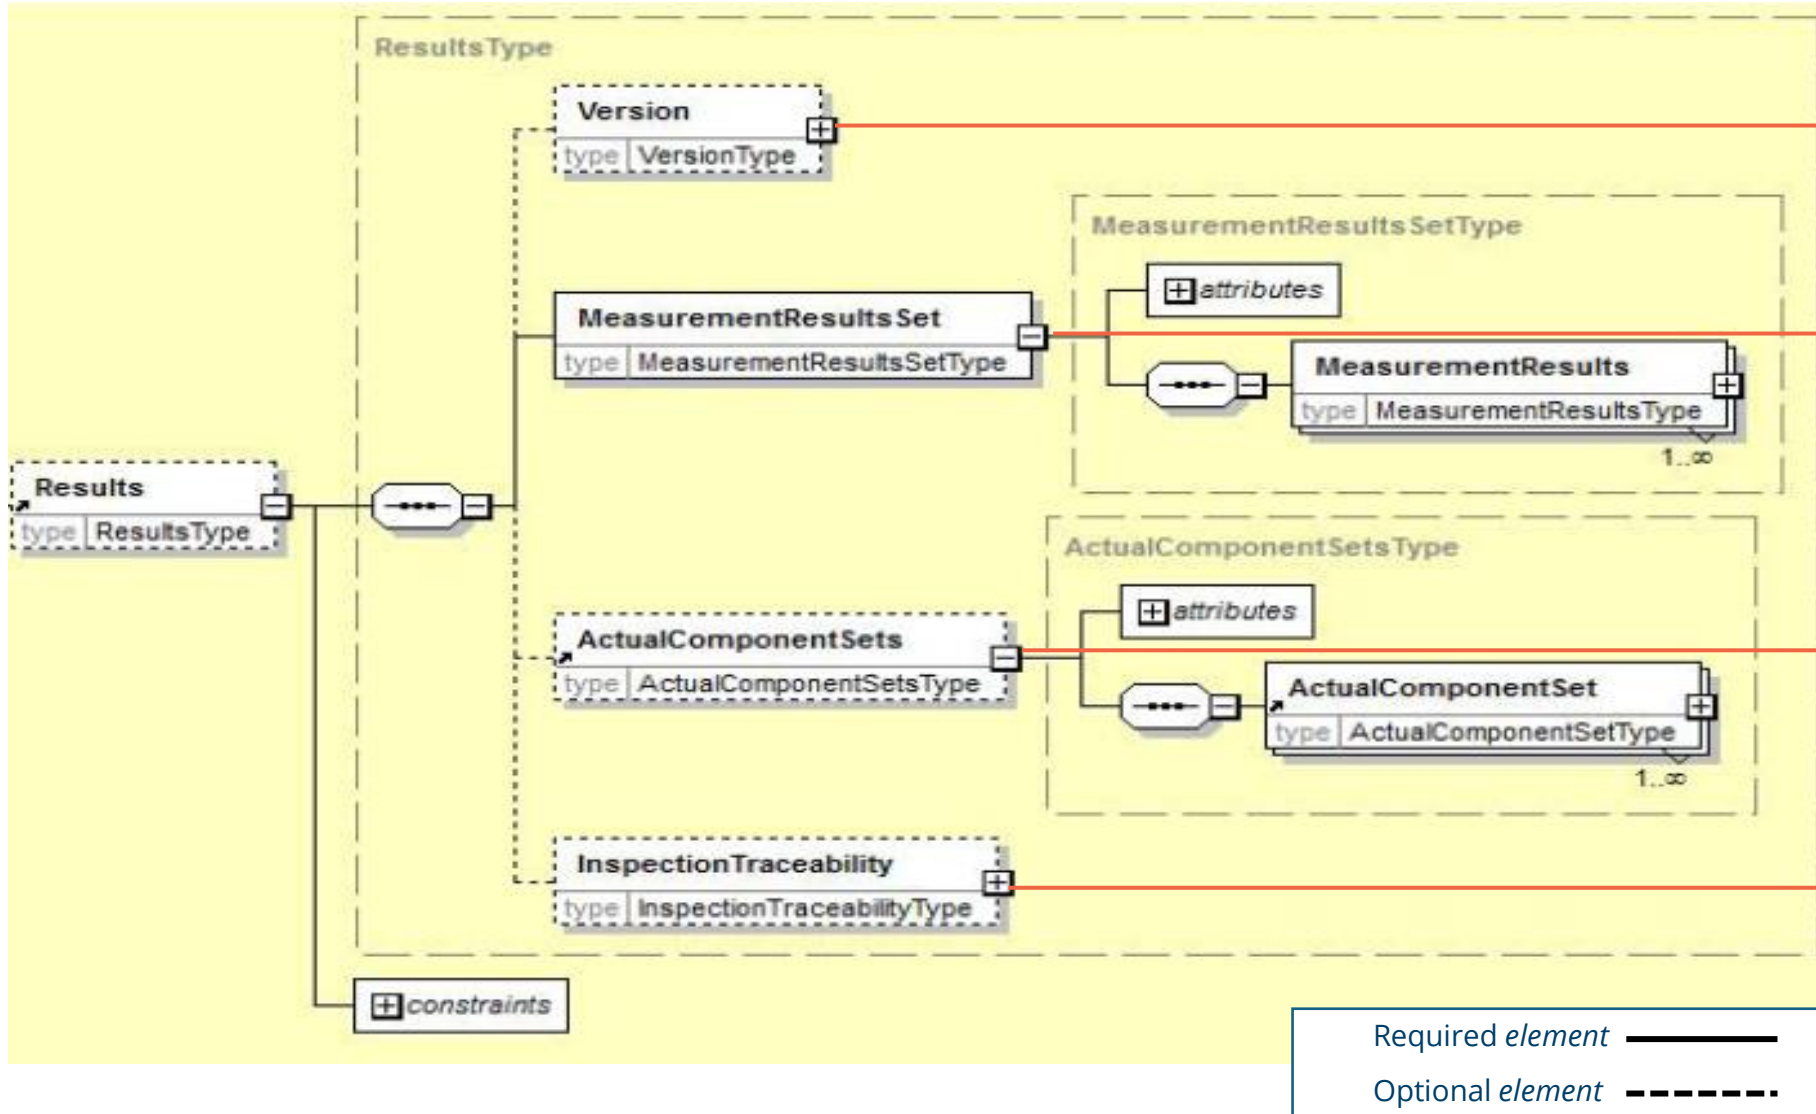 ResultsType
Version
type VersionType
MeasurementResultsSetType
attributes
MeasurementResultsSet
type MeasurementResultsSetType
MeasurementResults
type MeasurementResultsType
1..∞
Results
type ResultsType
ActualComponentSetsType
attributes
ActualComponentSets
type ActualComponentSetsType
ActualComponentSet
type ActualComponentSetType
1..∞
InspectionTraceability
type InspectionTraceabilityType
constraints
Required element
Optional element